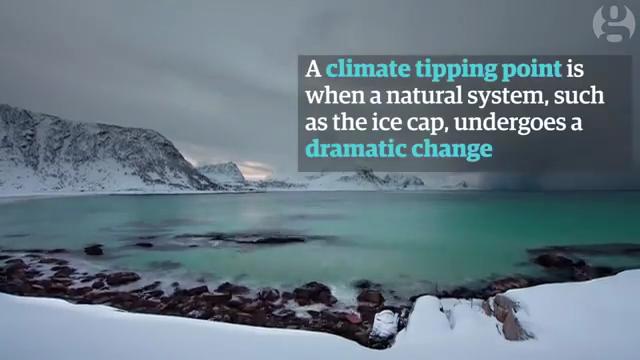 A climate tipping point is
when a natural system, such
as the ice cap, undergoes a
dramatic change